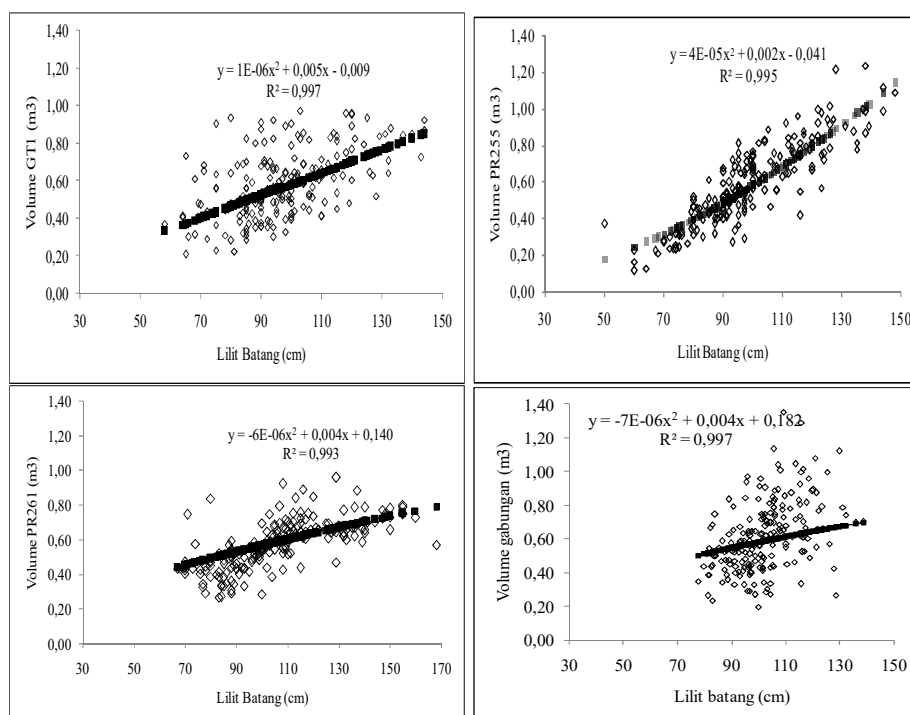 1,40
1,20
1,00
0,80
0,60
0,40
0,20
0,00
Volume GT1 (m3)
y = 1E-06x² + 0,005x - 0,009
R² = 0,997
30 50 70 90 110 130 150
Lilit Batang (cm)
1,40
1,20
1,00
0,80
0,60
0,40
0,20
0,00
Volume PR255 (m3)
y = 4E-05x² + 0,002x - 0,041
R² = 0,995
30 50 70 90 110 130 150
Lilit Batang (cm)
1,40
1,20
1,00
0,80
0,60
0,40
0,20
0,00
Volume PR261 (m3)
y = -6E-06x² + 0,004x + 0,140
R² = 0,993
30 50 70 90 110 130 150 170
Lilit Batang (cm)
1,40
1,20
1,00
0,80
0,60
0,40
0,20
0,00
Volume gabungan (m3)
y = -7E-06x² + 0,004x + 0,182
R² = 0,997
30 50 70 90 110 130 150
Lilit batang (cm)